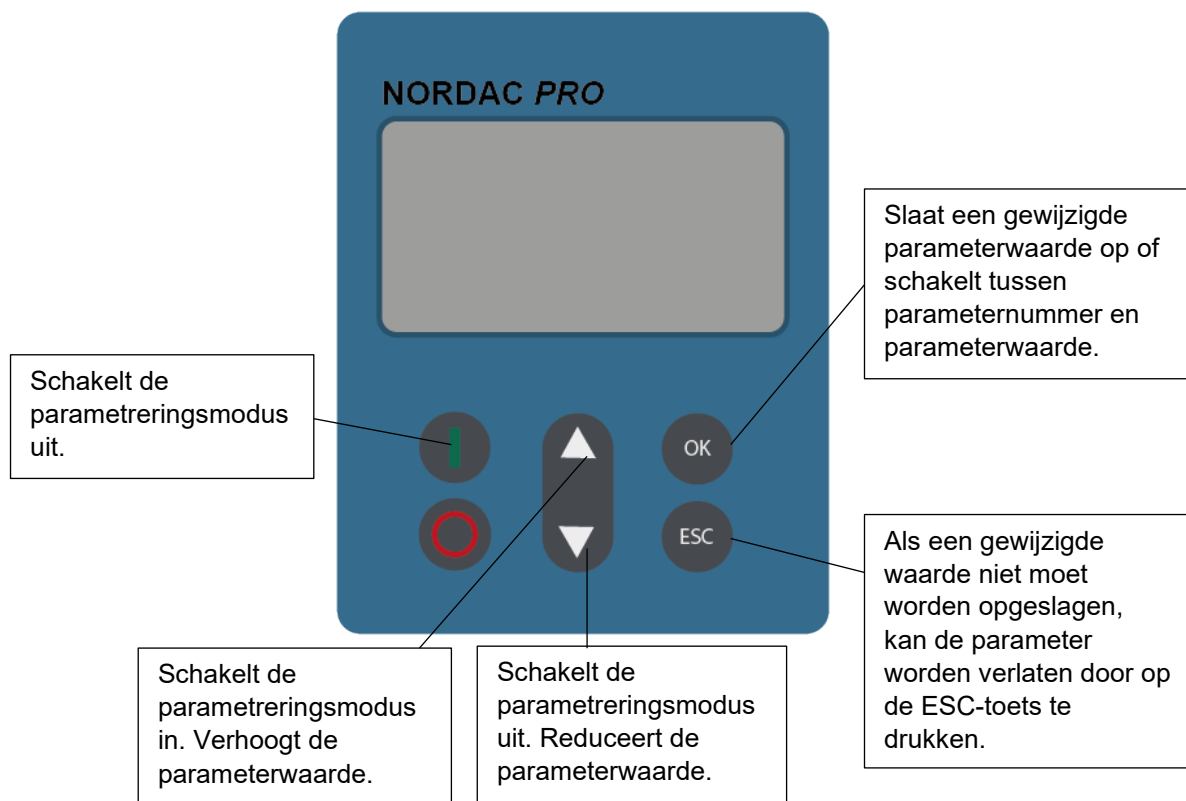 NORDAC PRO
Slaat een gewijzigde
parameterwaarde op of
schakelt tussen
parameternummer en
parameterwaarde.
Schakelt de
parametreringsmodus
uit.
OK
ESC
Als een gewijzigde
waarde niet moet
worden opgeslagen,
kan de parameter
worden verlaten door op
de ESC-toets te
drukken.
Schakelt de
parametreringsmodus
in. Verhoogt de
parameterwaarde.
Schakelt de
parametreringsmodus
uit. Reduceert de
parameterwaarde.